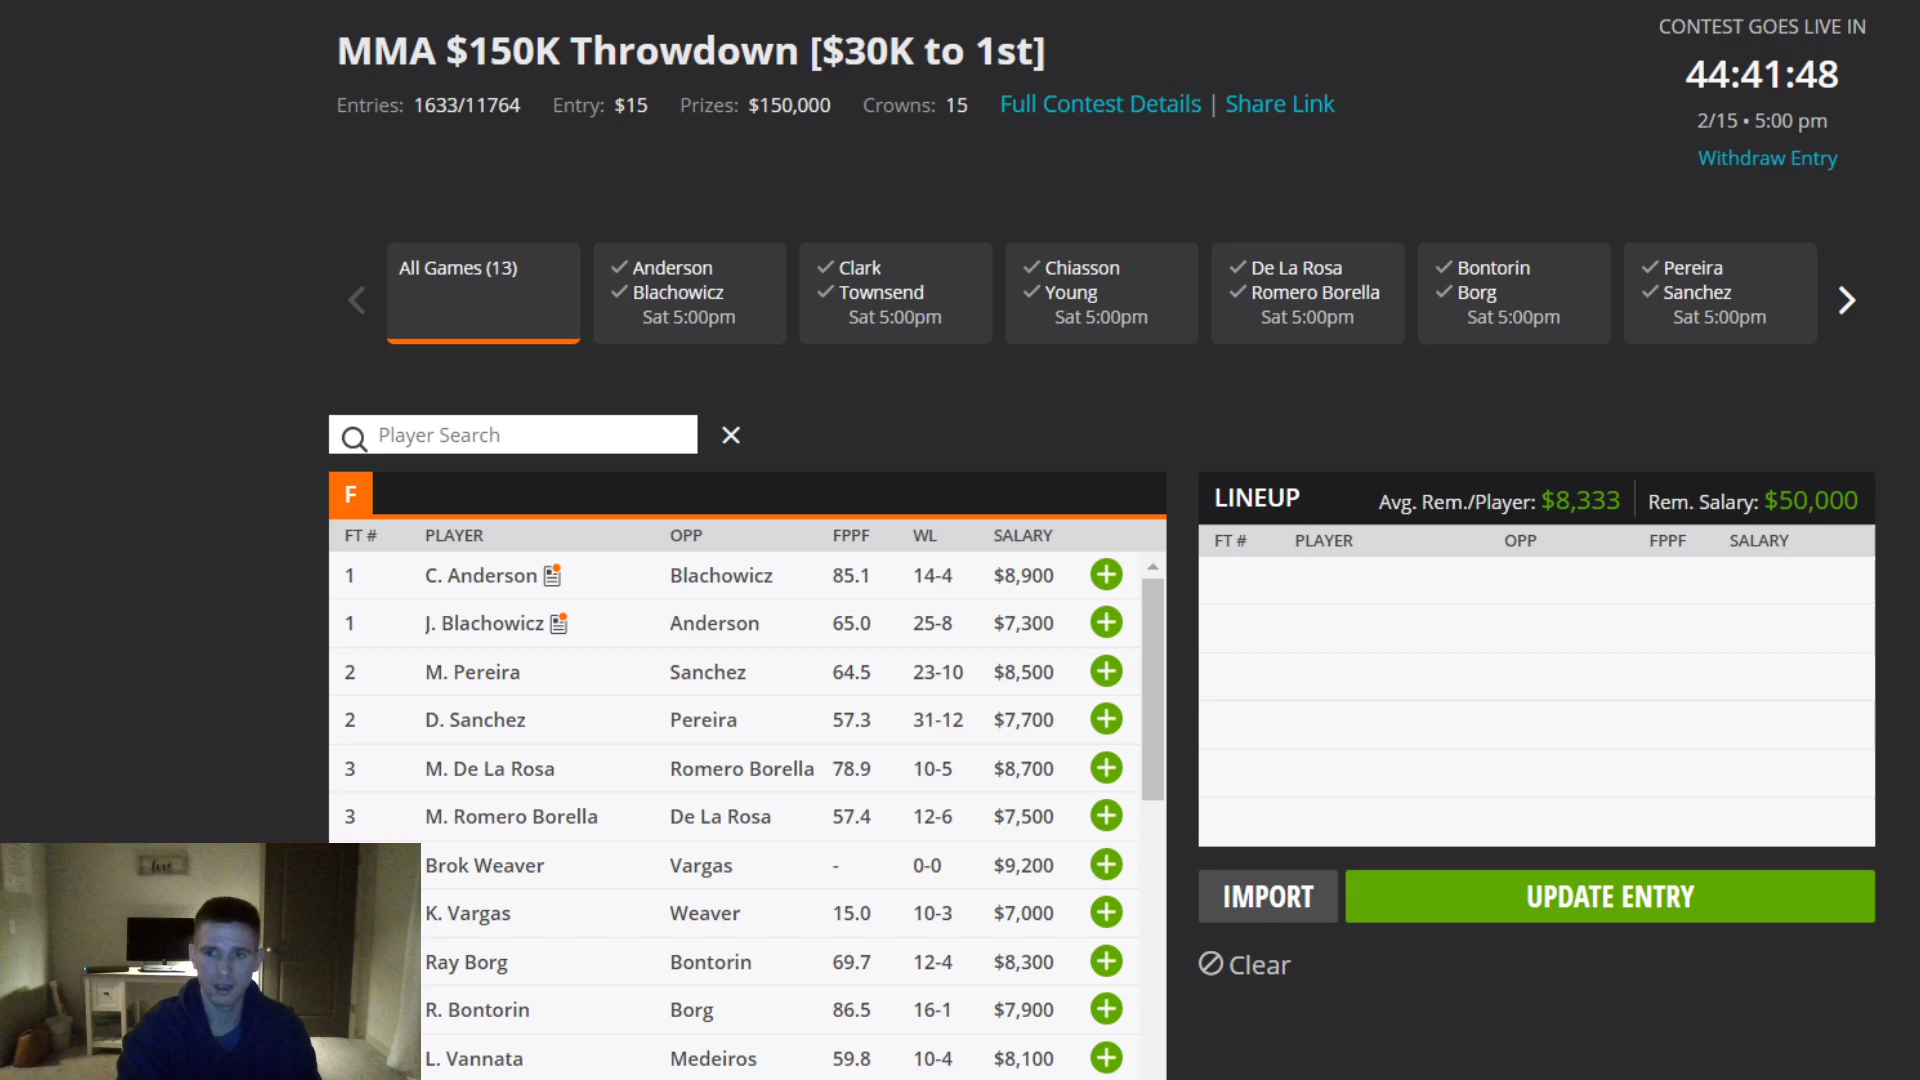 CONTEST GOES LIVE IN
MMA $150K Throwdown [$30K to 1st]
44:41:48
Entries: 1633/11764 Entry: $15 Prizes: $150,000 Crowns: 15 Full Contest Details | Share Link
2/15 • 5:00 pm
Withdraw Entry
All Games (13)
Anderson
Blachowicz
Sat 5:00pm
Clark
Townsend
Sat 5:00pm
Chiasson
Young
Sat 5:00pm
De La Rosa
Romero Borella
Sat 5:00pm
Bontorin
Borg
Sat 5:00pm
Pereira
Sanchez
Sat 5:00pm
Player Search
F
FT # PLAYER OPP FPPF WL SALARY
1 C. Anderson Blachowicz 85.1 14-4 $8,900
1 J. Blachowicz Anderson 65.0 25-8 $7,300
2 M. Pereira Sanchez 64.5 23-10 $8,500
2 D. Sanchez Pereira 57.3 31-12 $7,700
3 M. De La Rosa Romero Borella 78.9 10-5 $8,700
3 M. Romero Borella De La Rosa 57.4 12-6 $7,500
Brok Weaver Vargas - 0-0 $9,200
K. Vargas Weaver 15.0 10-3 $7,000
Ray Borg Bontorin 69.7 12-4 $8,300
R. Bontorin Borg 86.5 16-1 $7,900
L. Vannata Medeiros 59.8 10-4 $8,100
LINEUP Avg. Rem./Player: $8,333 Rem. Salary: $50,000
FT # PLAYER OPP FPPF SALARY
IMPORT
UPDATE ENTRY
Clear
love